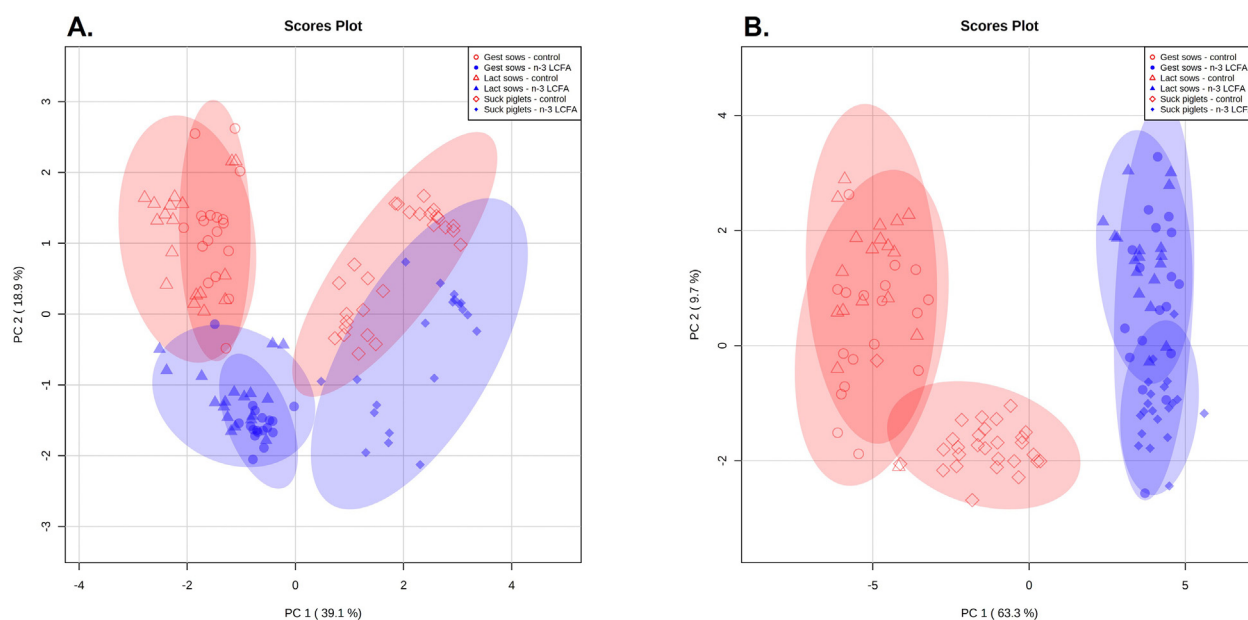 A.
Scores Plot
Gest sows - control
Gest sows - n-3 LCFA
Lact sows - control
Lact sows - n-3 LCFA
Suck piglets - control
Suck piglets - n-3 LCFA
3
2
1
0
-1
-2
-3
PC 2 ( 18.9 %)
-4
-2
0
2
4
PC 1 ( 39.1 %)
B.
Scores Plot
Gest sows - control
Gest sows - n-3 LCFA
Lact sows - control
Lact sows - n-3 LCFA
Suck piglets - control
Suck piglets - n-3 LCF
4
2
0
-2
PC 2 ( 9.7 %)
-5
0
5
PC 1 ( 63.3 %)